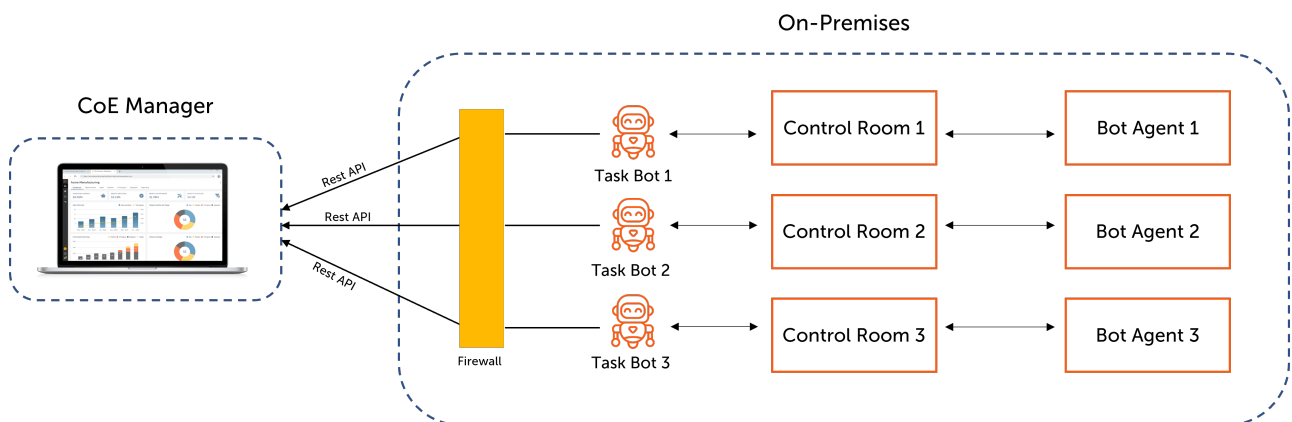 On-Premises
CoE Manager
Rest API
Rest API
Rest API
Firewall
Task Bot 1
Control Room 1
Bot Agent 1
Task Bot 2
Control Room 2
Bot Agent 2
Task Bot 3
Control Room 3
Bot Agent 3